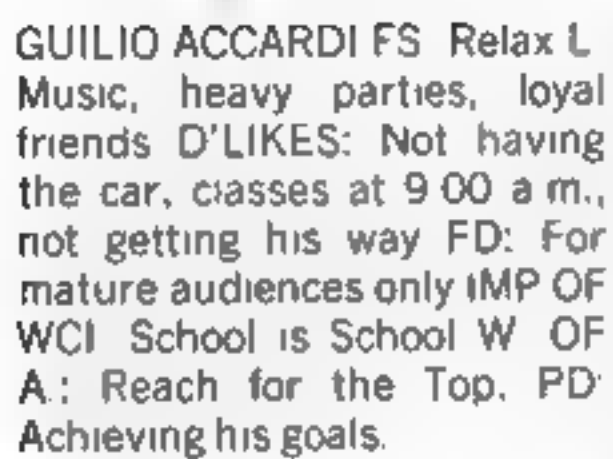 GUILIO ACCARDI FS Relax L
Music, heavy parties, loyal
friends D'LIKES: Not having
the car, classes at 9 00 a m.,
not getting his way FD: For
mature audiences only IMP OF
WCI School is School W OF
A.: Reach for the Top. PD
Achieving his goals.